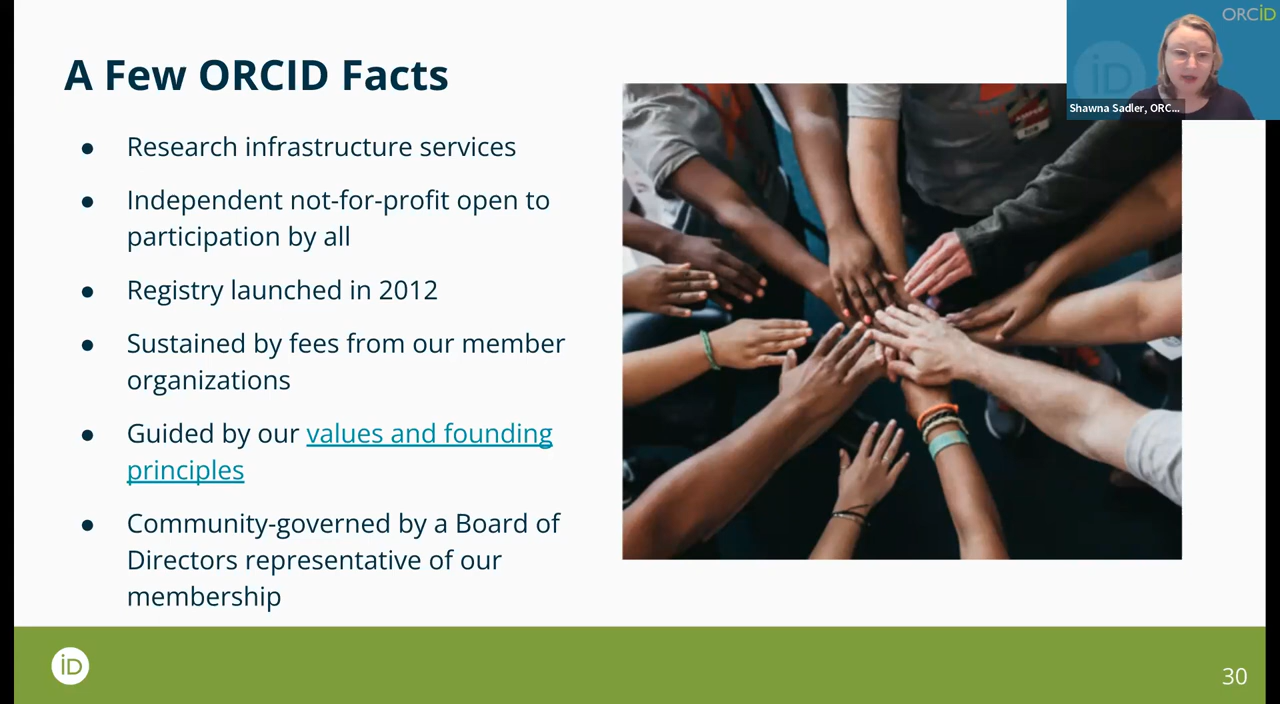 A Few ORCID Facts
● Research infrastructure services
● Independent not-for-profit open to
participation by all
● Registry launched in 2012
● Sustained by fees from our member
organizations
● Guided by our values and founding
principles
● Community-governed by a Board of
Directors representative of our
membership
iD
30
ORCiD
iD
Shawna Sadler, ORC...